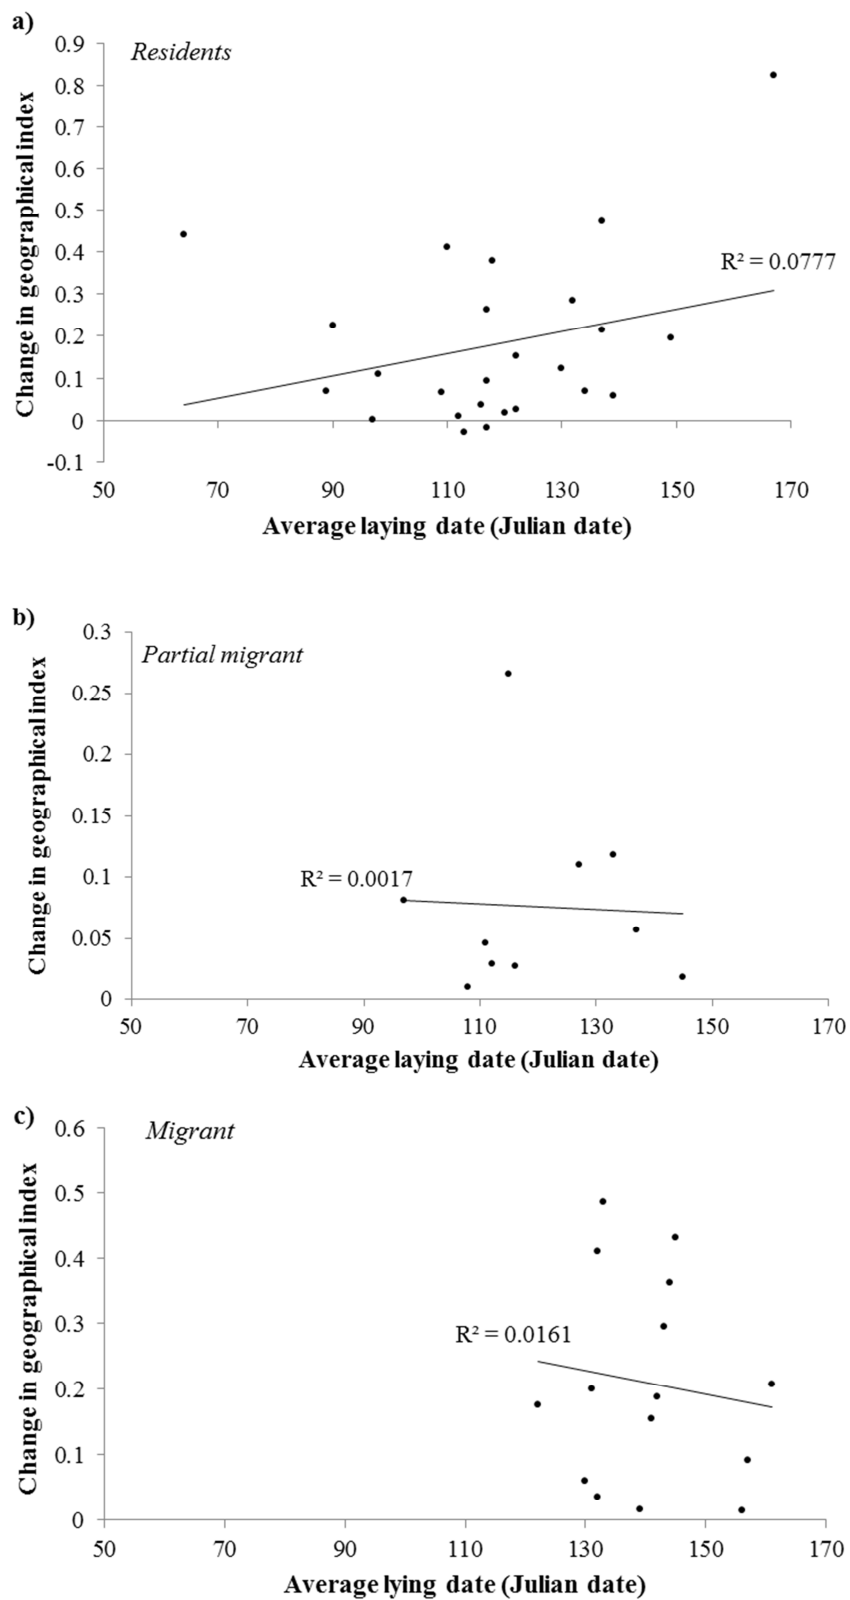 a)
Residents
0.9
0.8
0.7
0.6
0.5
0.4
0.3
0.2
0.1
0
-0.1
Change in geographical index
R² = 0.0777
50 70 90 110 130 150 170
Average laying date (Julian date)
b)
Partial migrant
0.3
0.25
0.2
0.15
0.1
0.05
0
Change in geographical index
R² = 0.0017
50 70 90 110 130 150 170
Average laying date (Julian date)
c)
Migrant
0.6
0.5
0.4
0.3
0.2
0.1
0
Change in geographical index
R² = 0.0161
50 70 90 110 130 150 170
Average lying date (Julian date)